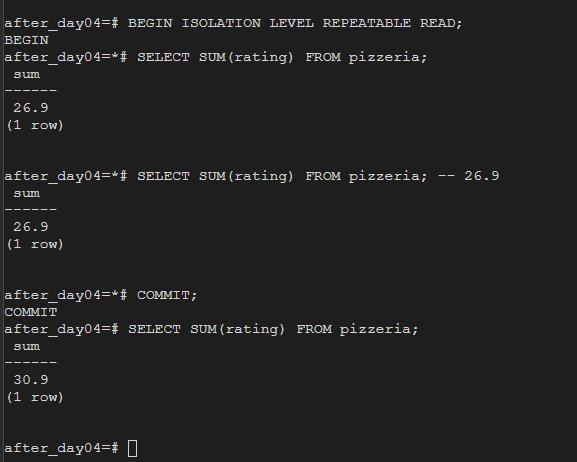 after_day04=# BEGIN ISOLATION LEVEL REPEATABLE READ;
BEGIN
after_day04=*# SELECT SUM(rating) FROM pizzeria;
 sum
------
 26.9
(1 row)

after_day04=*# SELECT SUM(rating) FROM pizzeria; -- 26.9
 sum
------
 26.9
(1 row)

after_day04=*# COMMIT;
COMMIT
after_day04=# SELECT SUM(rating) FROM pizzeria;
 sum
------
 30.9
(1 row)

after_day04=#